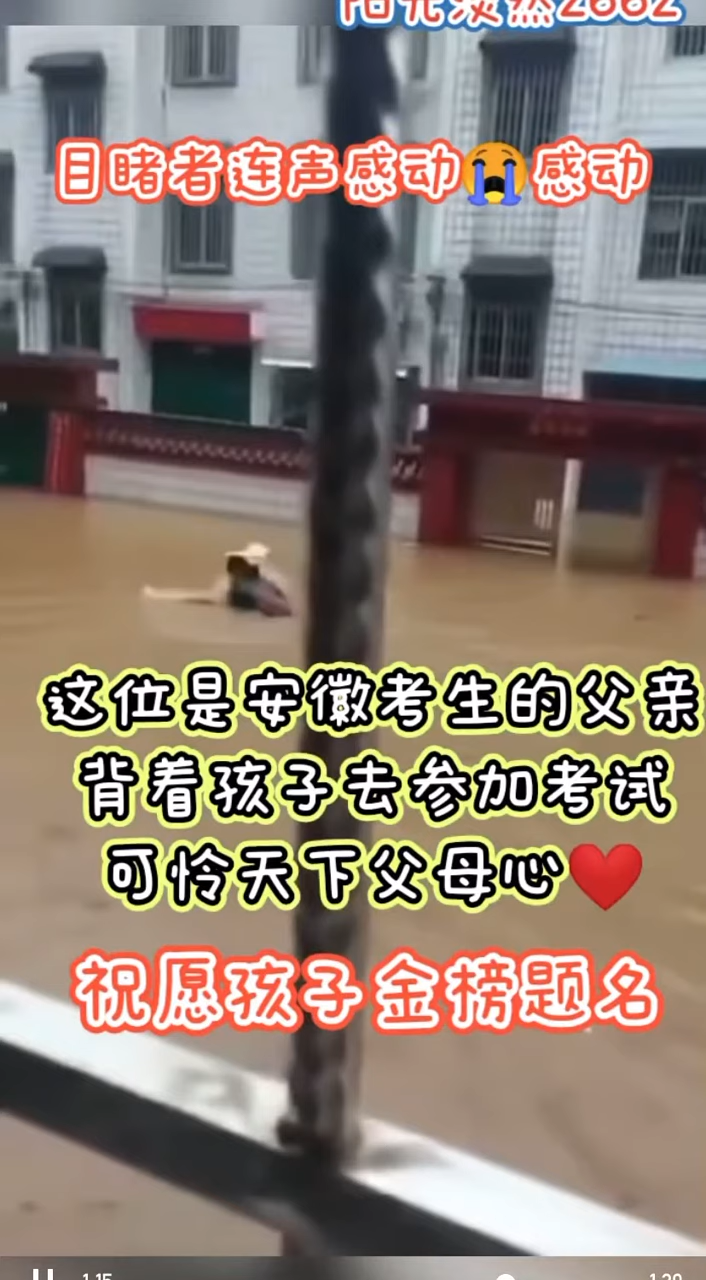 目睹者连声感动😭感动
这位是安徽考生的父亲
背着孩子去参加考试
可怜天下父母心❤️
祝愿孩子金榜题名
1:15